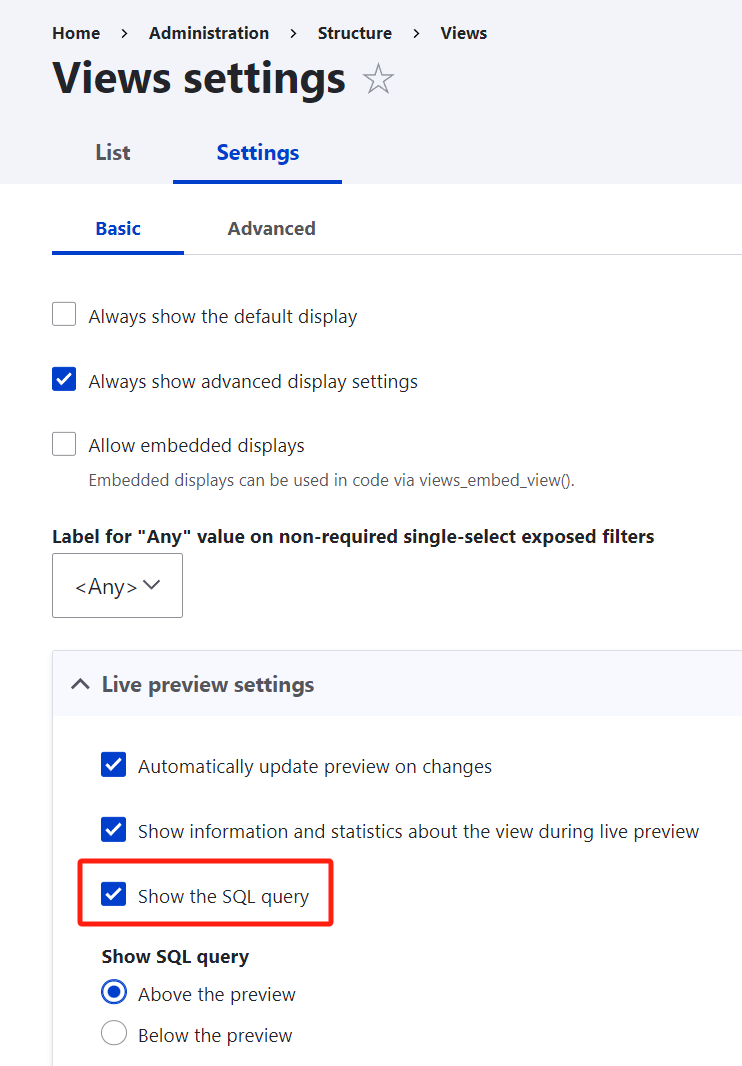 Home > Administration > Structure > Views
Views settings
List Settings
Basic Advanced
Always show the default display
Always show advanced display settings
Allow embedded displays
Embedded displays can be used in code via views_embed_view().
Label for "Any" value on non-required single-select exposed filters
<Any>
Live preview settings
Automatically update preview on changes
Show information and statistics about the view during live preview
Show the SQL query
Show SQL query
Above the preview
Below the preview